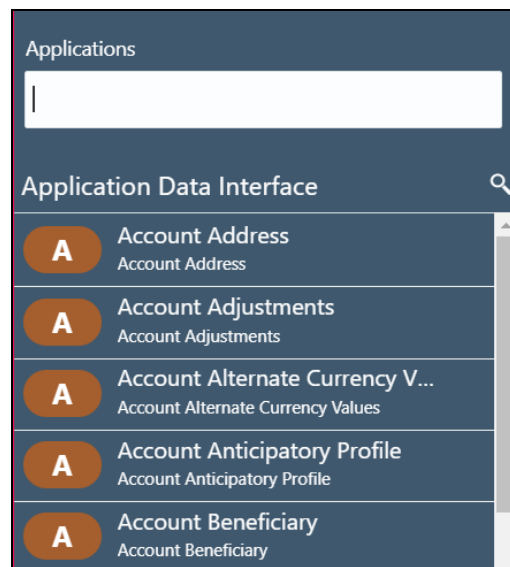 Applications
Application Data Interface
A
Account Address
Account Address
A
Account Adjustments
Account Adjustments
A
Account Alternate Currency V...
Account Alternate Currency Values
A
Account Anticipatory Profile
Account Anticipatory Profile
A
Account Beneficiary
Account Beneficiary